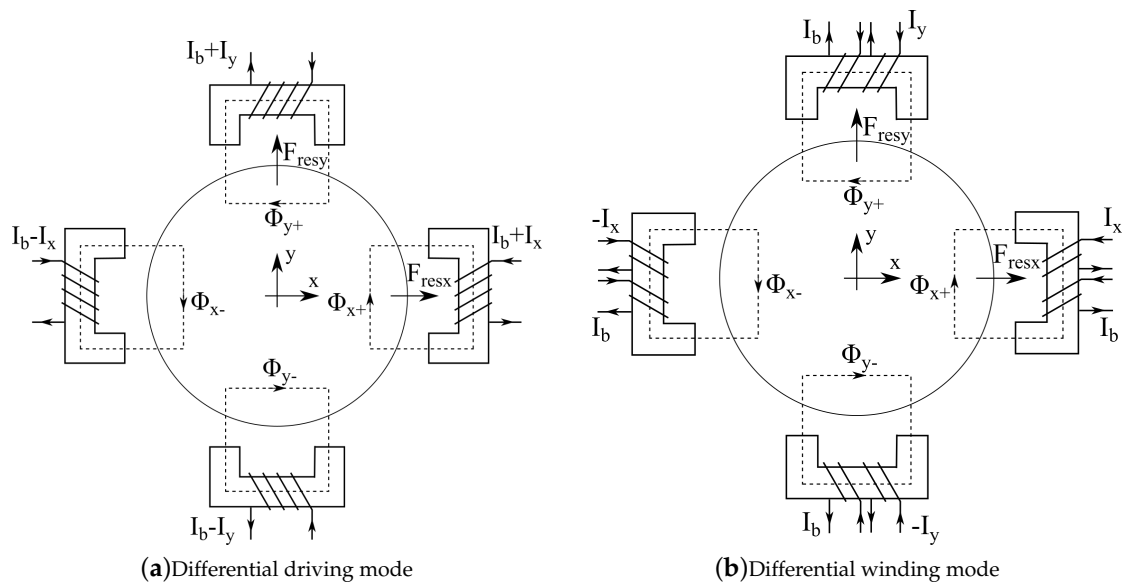 I_b+I_y
F_resy
Φ_y+
I_b-I_x
I_b+I_x
y
x
F_resx
Φ_x-
Φ_x+
Φ_y-
I_b-I_y
(a)Differential driving mode
I_b
I_y
F_resy
Φ_y+
-I_x
I_x
y
x
F_resx
Φ_x-
Φ_x+
I_b
I_b
Φ_y-
I_b
-I_y
(b)Differential winding mode